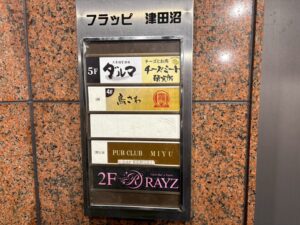 フラッピ 津田沼
5F
ダルマ
チーズとお肉
チーズミート
研究所
4F
鳥さわ
PUB CLUB MIYU
2F
R
RAYZ